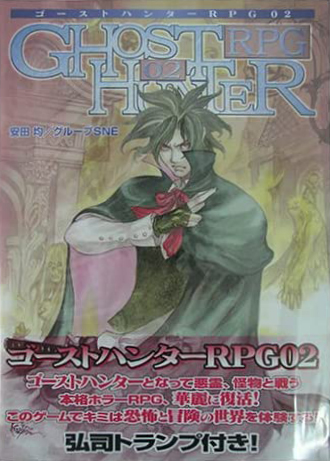 ゴーストハンターRPG02
GHOST
RPG
02
HUNTER
安田 均／グループSNE
ゴーストハンターRPG02
ゴーストハンターとなって悪霊、怪物と戦う
本格ホラーRPG、華麗に復活!
このゲームでキミは恐怖と冒険の世界を体験する!
弘司トランプ付き!